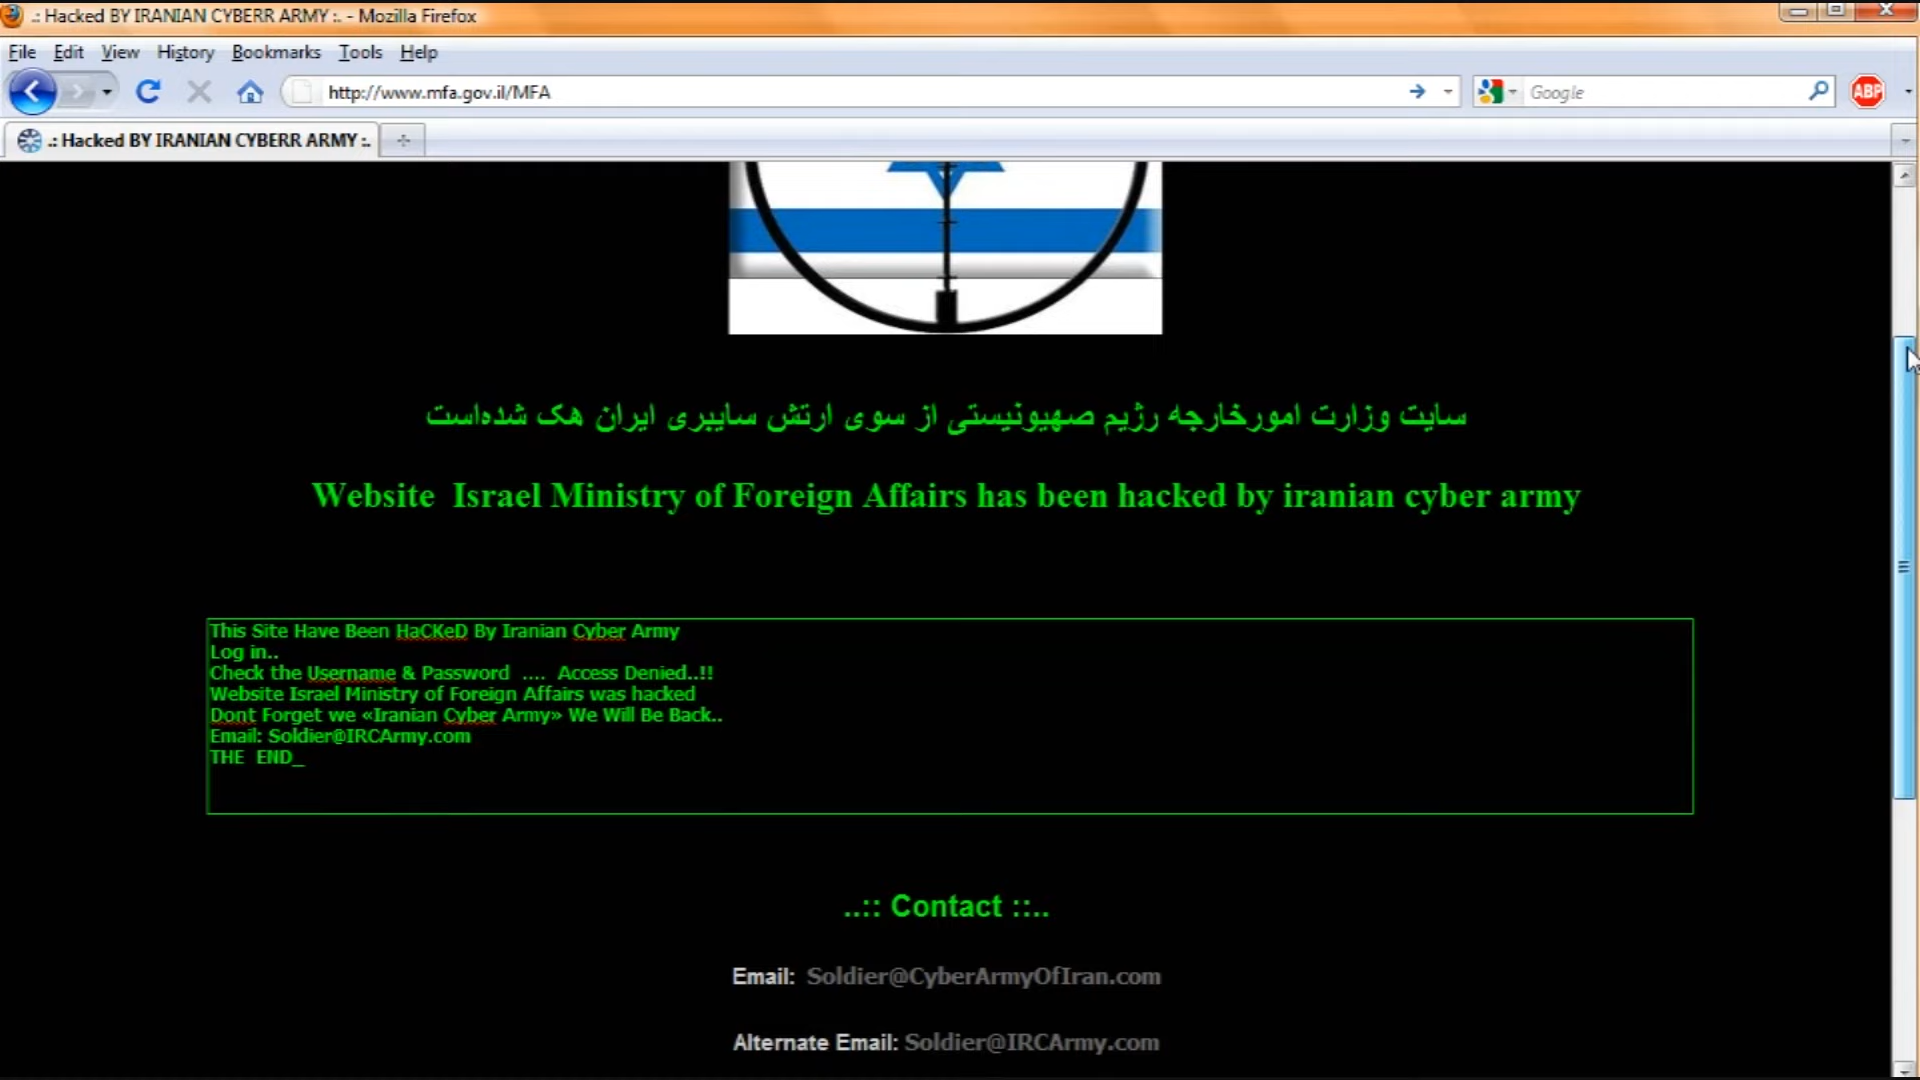 .: Hacked BY IRANIAN CYBERR ARMY :. - Mozilla Firefox
File Edit View History Bookmarks Tools Help
http://www.mfa.gov.il/MFA
Google
ABP
.: Hacked BY IRANIAN CYBERR ARMY :.
سایت وزارت امورخارجه رژیم صهیونیستی از سوی ارتش سایبری ایران هک شده‌است
Website Israel Ministry of Foreign Affairs has been hacked by iranian cyber army
This Site Have Been HaCKeD By Iranian Cyber Army
Log in..
Check the Username & Password .... Access Denied..!!
Website Israel Ministry of Foreign Affairs was hacked
Dont Forget we «Iranian Cyber Army» We Will Be Back..
Email: Soldier@IRCArmy.com
THE END_
..:: Contact ::..
Email: Soldier@CyberArmyOfIran.com
Alternate Email: Soldier@IRCArmy.com